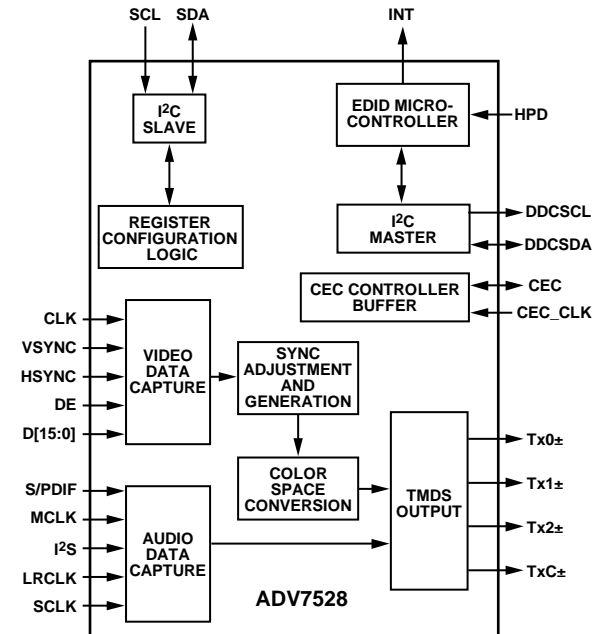 SCL SDA INT
I²C
SLAVE
EDID MICRO-
CONTROLLER
HPD
REGISTER
CONFIGURATION
LOGIC
I²C
MASTER
DDCSCL
DDCSDA
CEC CONTROLLER
BUFFER
CEC
CEC_CLK
CLK
VSYNC
HSYNC
DE
D[15:0]
VIDEO
DATA
CAPTURE
SYNC
ADJUSTMENT
AND
GENERATION
COLOR
SPACE
CONVERSION
TMDS
OUTPUT
Tx0±
Tx1±
Tx2±
TxC±
S/PDIF
MCLK
I²S
LRCLK
SCLK
AUDIO
DATA
CAPTURE
ADV7528